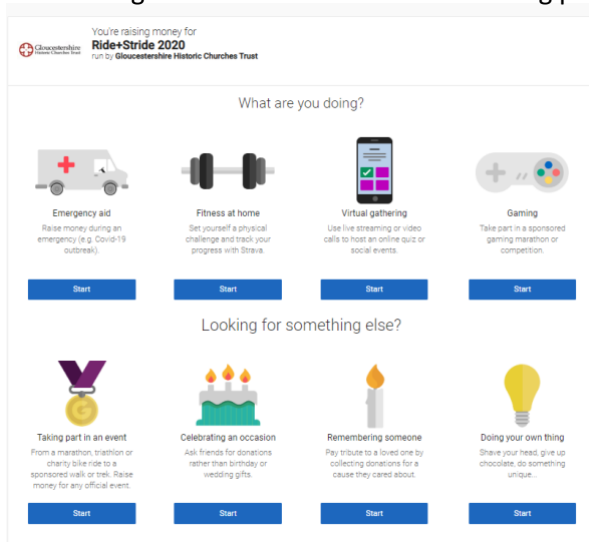 You're raising money for
Ride+Stride 2020
run by Gloucestershire Historic Churches Trust
Gloucestershire
Historic Churches Trust
What are you doing?
Emergency aid
Raise money during an
emergency (e.g. Covid-19
outbreak).
Start
Fitness at home
Set yourself a physical
challenge and track your
progress with Strava.
Start
Virtual gathering
Use live streaming or video
calls to host an online quiz or
social events.
Start
Gaming
Take part in a sponsored
gaming marathon or
competition.
Start
Looking for something else?
G
Taking part in an event
From a marathon, triathlon or
charity bike ride to a
sponsored walk or trek. Raise
money for any official event.
Start
Celebrating an occasion
Ask friends for donations
rather than birthday or
wedding gifts.
Start
Remembering someone
Pay tribute to a loved one by
collecting donations for a
cause they cared about.
Start
Doing your own thing
Shave your head, give up
chocolate, do something
unique...
Start